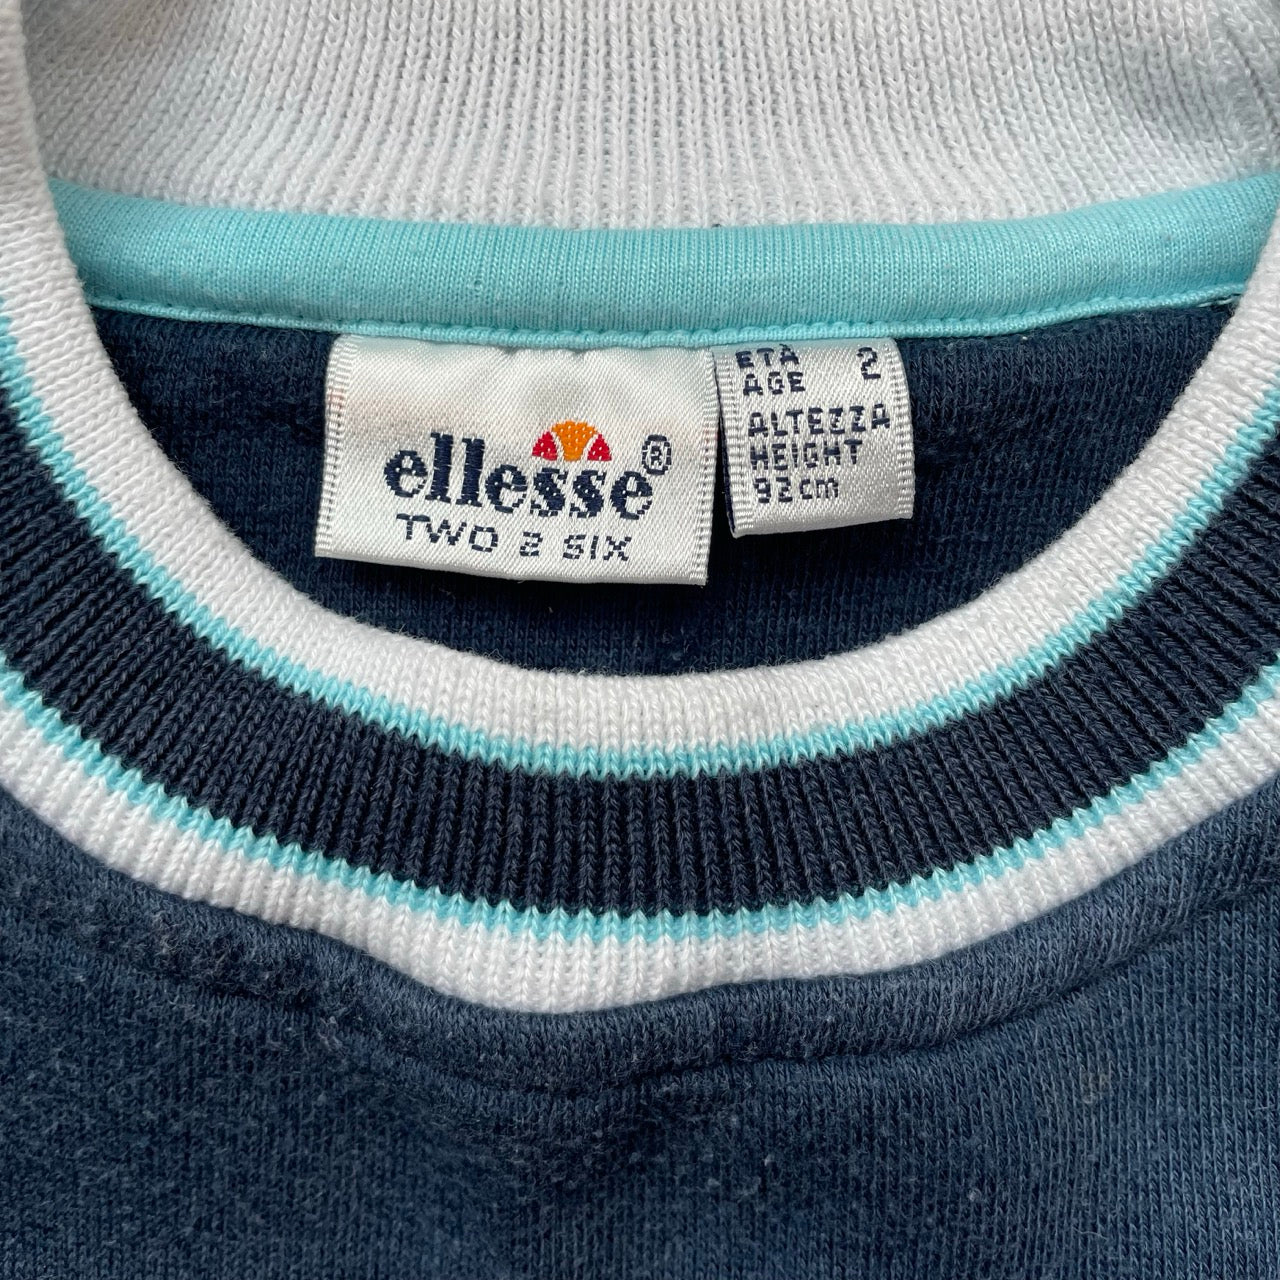 ellesse®
TWO 2 SIX
ETÀ 2
AGE
ALTEZZA
HEIGHT
92cm